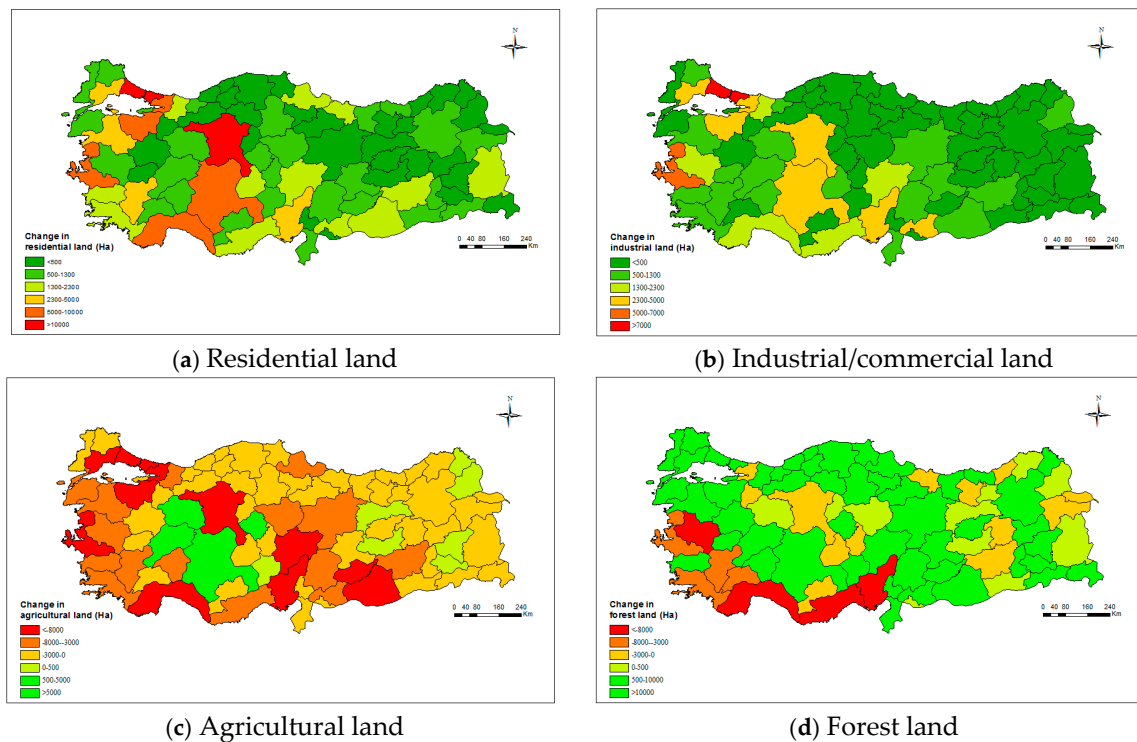 N
Change in
residential land (Ha)
<500
500-1300
1300-2300
2300-5000
5000-10000
>10000
0 40 80 160 240
Km
(a) Residential land
N
Change in
industrial land (Ha)
<500
500-1300
1300-2300
2300-5000
5000-7000
>7000
0 40 80 160 240
Km
(b) Industrial/commercial land
N
Change in
agricultural land (Ha)
<-8000
-8000--3000
-3000-0
0-500
500-5000
>5000
0 40 80 160 240
Km
(c) Agricultural land
N
Change in
forest land (Ha)
<-8000
-8000--3000
-3000-0
0-500
500-10000
>10000
0 40 80 160 240
Km
(d) Forest land